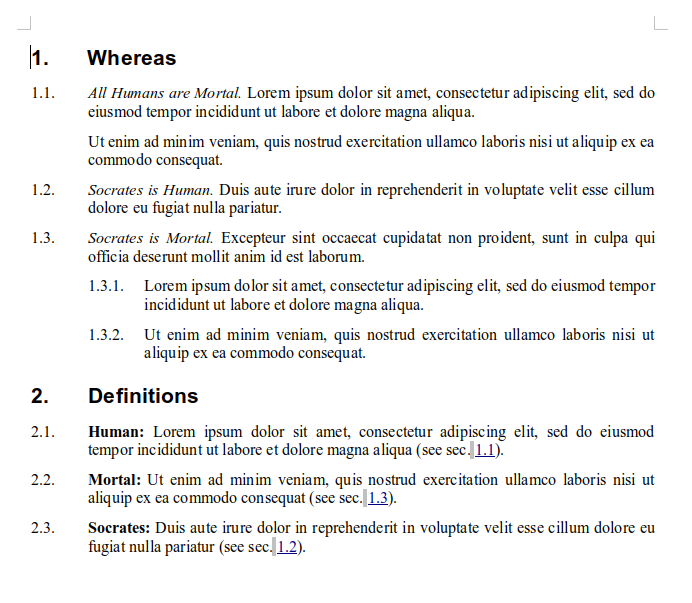 1. Whereas
1.1. All Humans are Mortal. Lorem ipsum dolor sit amet, consectetur adipiscing elit, sed do
eiusmod tempor incididunt ut labore et dolore magna aliqua.
Ut enim ad minim veniam, quis nostrud exercitation ullamco laboris nisi ut aliquip ex ea
commodo consequat.
1.2. Socrates is Human. Duis aute irure dolor in reprehenderit in voluptate velit esse cillum
dolore eu fugiat nulla pariatur.
1.3. Socrates is Mortal. Excepteur sint occaecat cupidatat non proident, sunt in culpa qui
officia deserunt mollit anim id est laborum.
1.3.1. Lorem ipsum dolor sit amet, consectetur adipiscing elit, sed do eiusmod tempor
incididunt ut labore et dolore magna aliqua.
1.3.2. Ut enim ad minim veniam, quis nostrud exercitation ullamco laboris nisi ut
aliquip ex ea commodo consequat.
2. Definitions
2.1. Human: Lorem ipsum dolor sit amet, consectetur adipiscing elit, sed do eiusmod
tempor incididunt ut labore et dolore magna aliqua (see sec. 1.1).
2.2. Mortal: Ut enim ad minim veniam, quis nostrud exercitation ullamco laboris nisi ut
aliquip ex ea commodo consequat (see sec. 1.3).
2.3. Socrates: Duis aute irure dolor in reprehenderit in voluptate velit esse cillum dolore eu
fugiat nulla pariatur (see sec. 1.2).